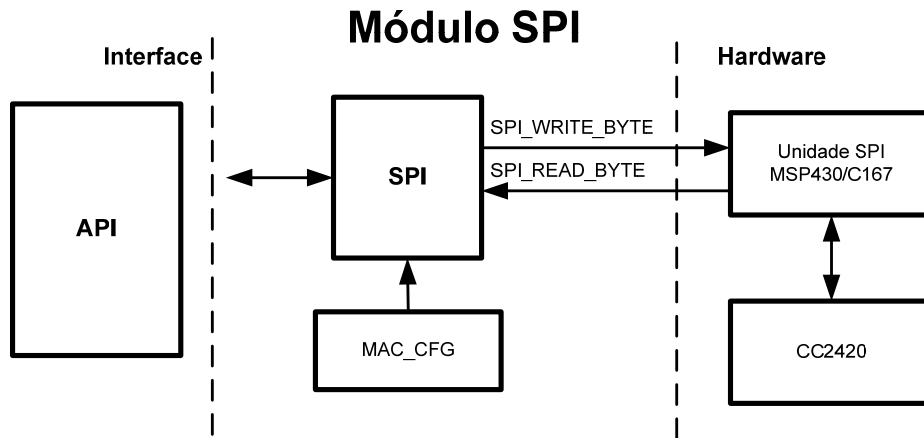 Módulo SPI
Interface
Hardware
API
SPI
SPI_WRITE_BYTE
SPI_READ_BYTE
Unidade SPI
MSP430/C167
MAC_CFG
CC2420